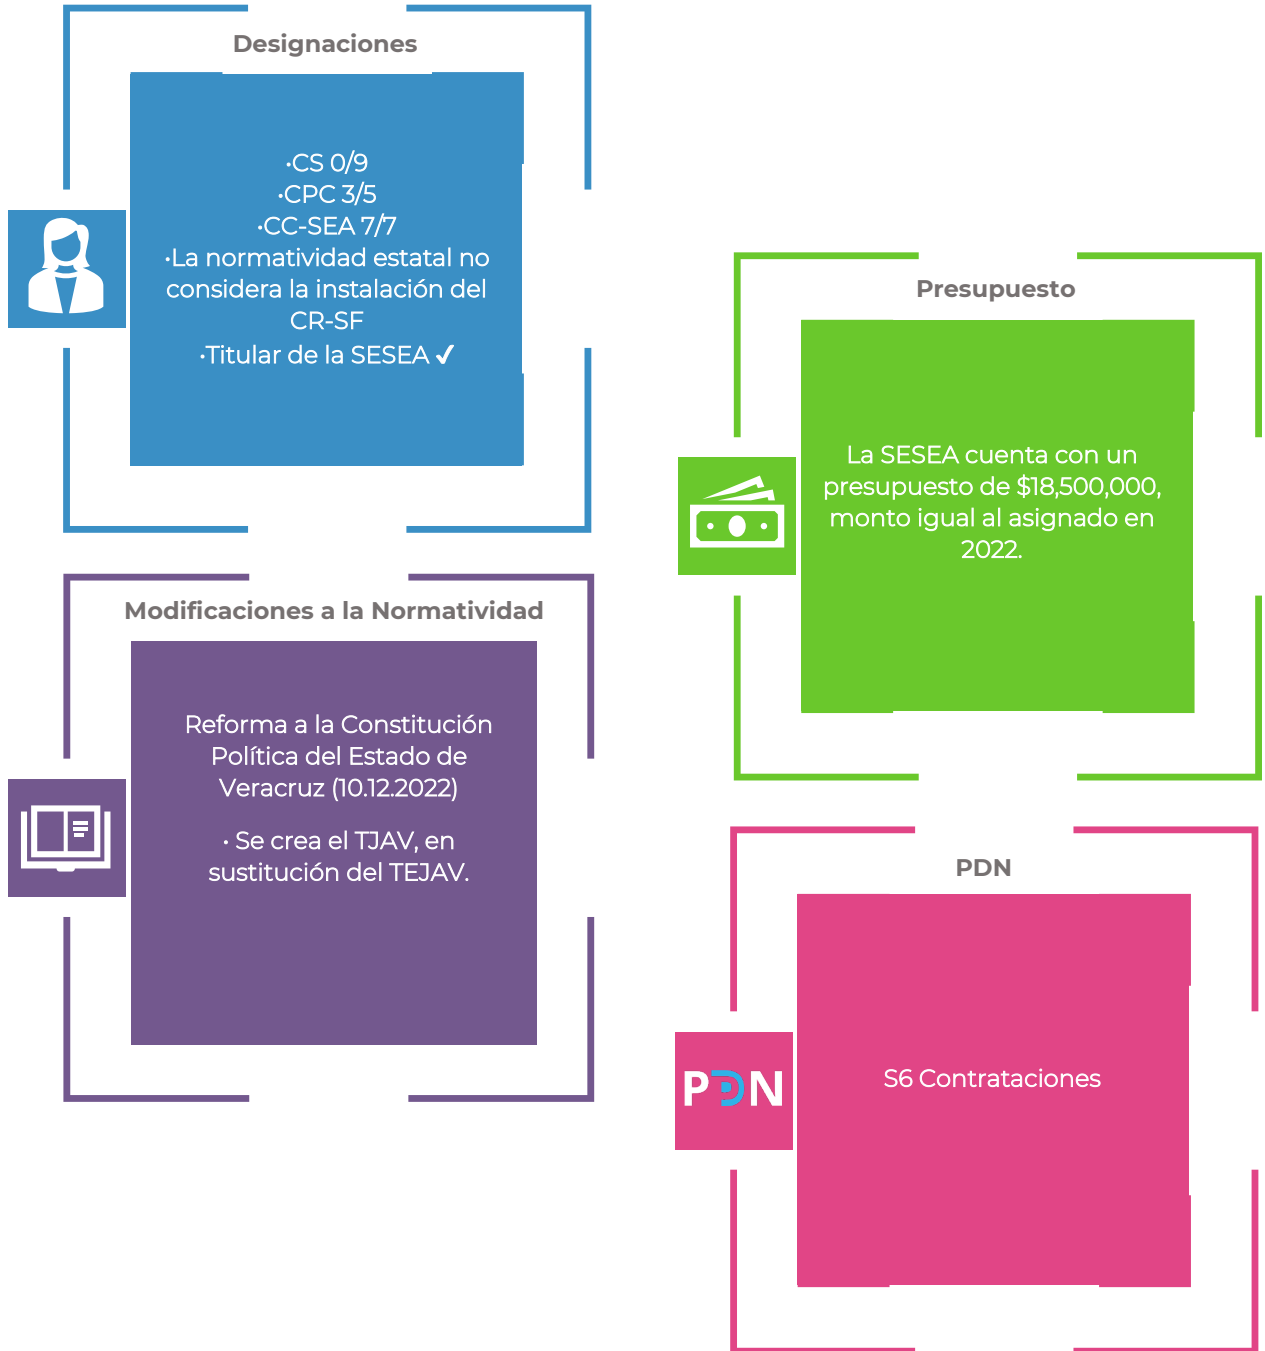 Designaciones
•CS 0/9
•CPC 3/5
•CC-SEA 7/7
•La normatividad estatal no
considera la instalación del
CR-SF
•Titular de la SESEA ✔
Modificaciones a la Normatividad
Reforma a la Constitución
Política del Estado de
Veracruz (10.12.2022)
• Se crea el TJAV, en
sustitución del TEJAV.
Presupuesto
La SESEA cuenta con un
presupuesto de $18,500,000,
monto igual al asignado en
2022.
PDN
PDN
S6 Contrataciones